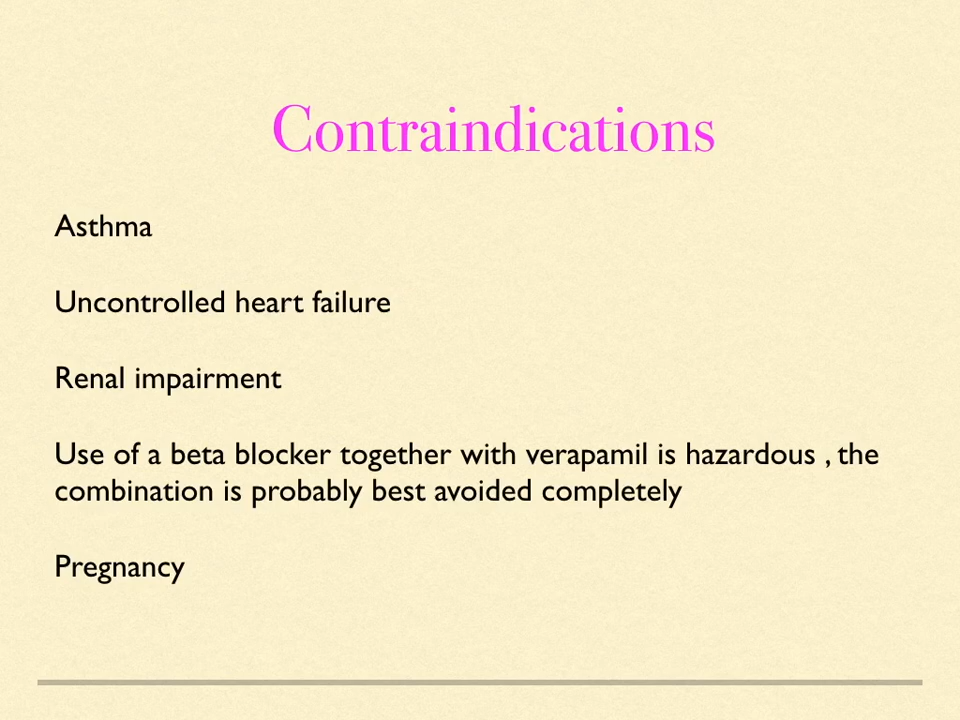 Contraindications
Asthma
Uncontrolled heart failure
Renal impairment
Use of a beta blocker together with verapamil is hazardous , the
combination is probably best avoided completely
Pregnancy